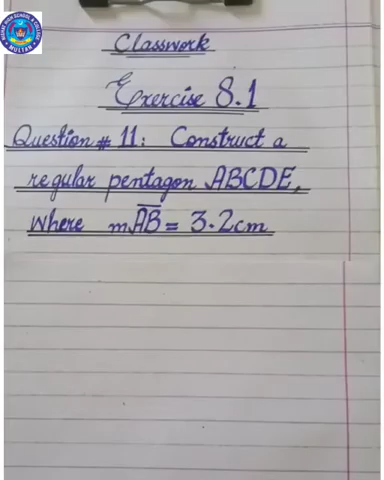 Classwork
Exercise 8.1
Question # 11: Construct a
regular pentagon ABCDE,
where mAB = 3.2cm